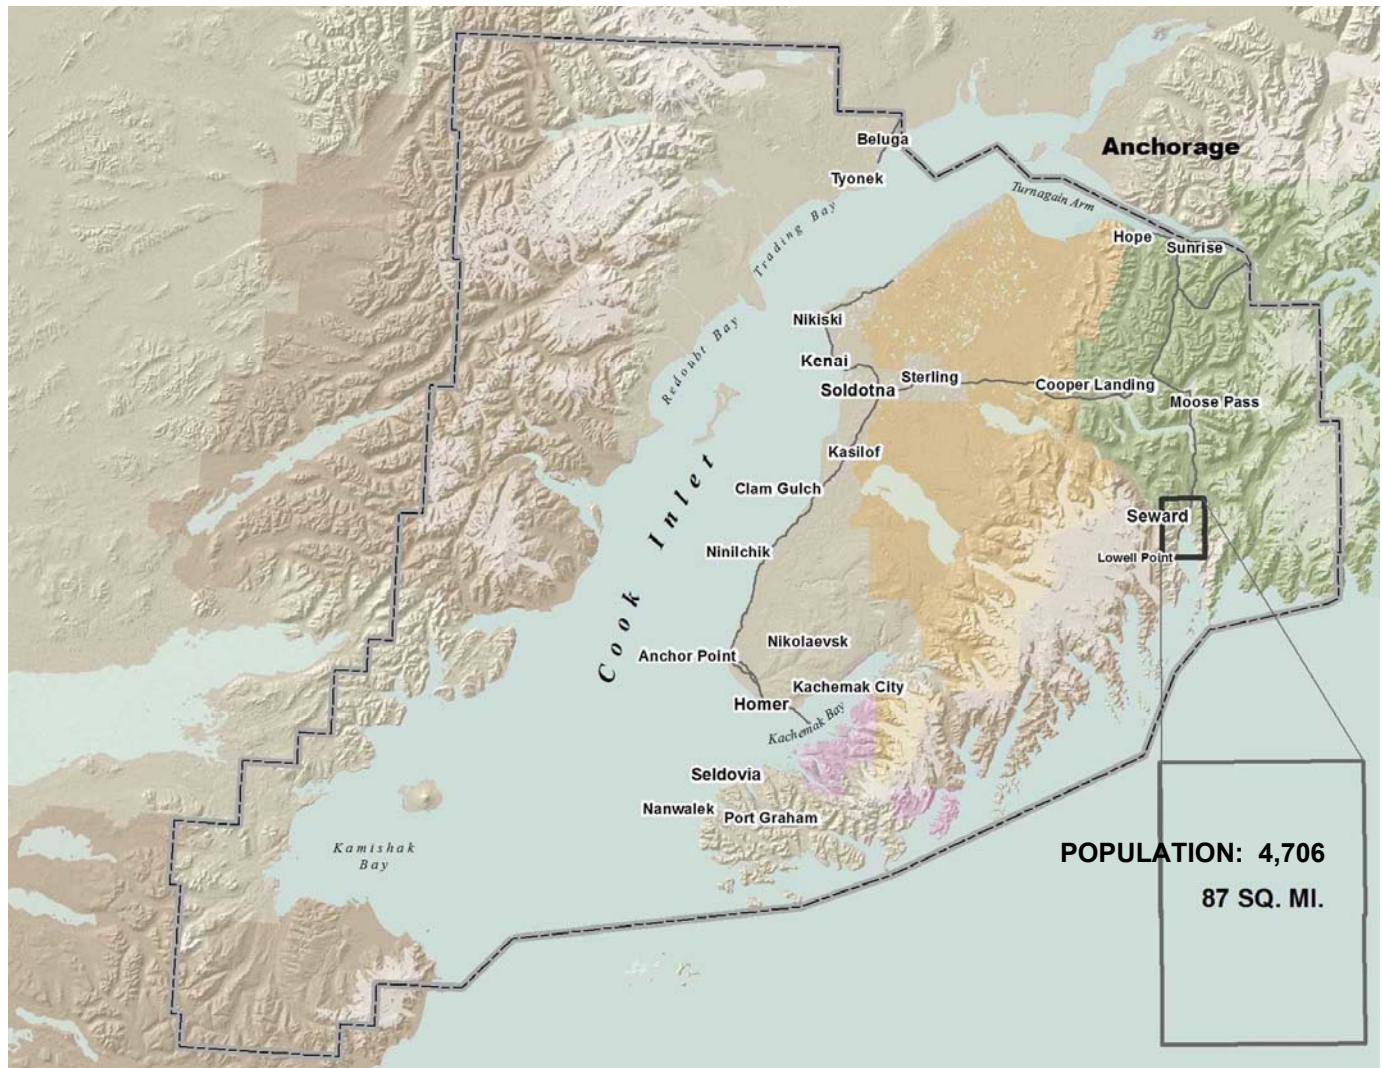 Beluga
Anchorage
Tyonek
Turnagain Arm
Trading Bay
Hope
Sunrise
Nikiski
Redoubt Bay
Kenai
Sterling
Soldotna
Cooper Landing
Moose Pass
Kasilof
Clam Gulch
Cook Inlet
Seward
Ninilchik
Lowell Point
Nikolaevsk
Anchor Point
Kachemak City
Homer
Kachemak Bay
Seldovia
Nanwalek
Port Graham
Kamishak
Bay
POPULATION: 4,706
87 SQ. MI.